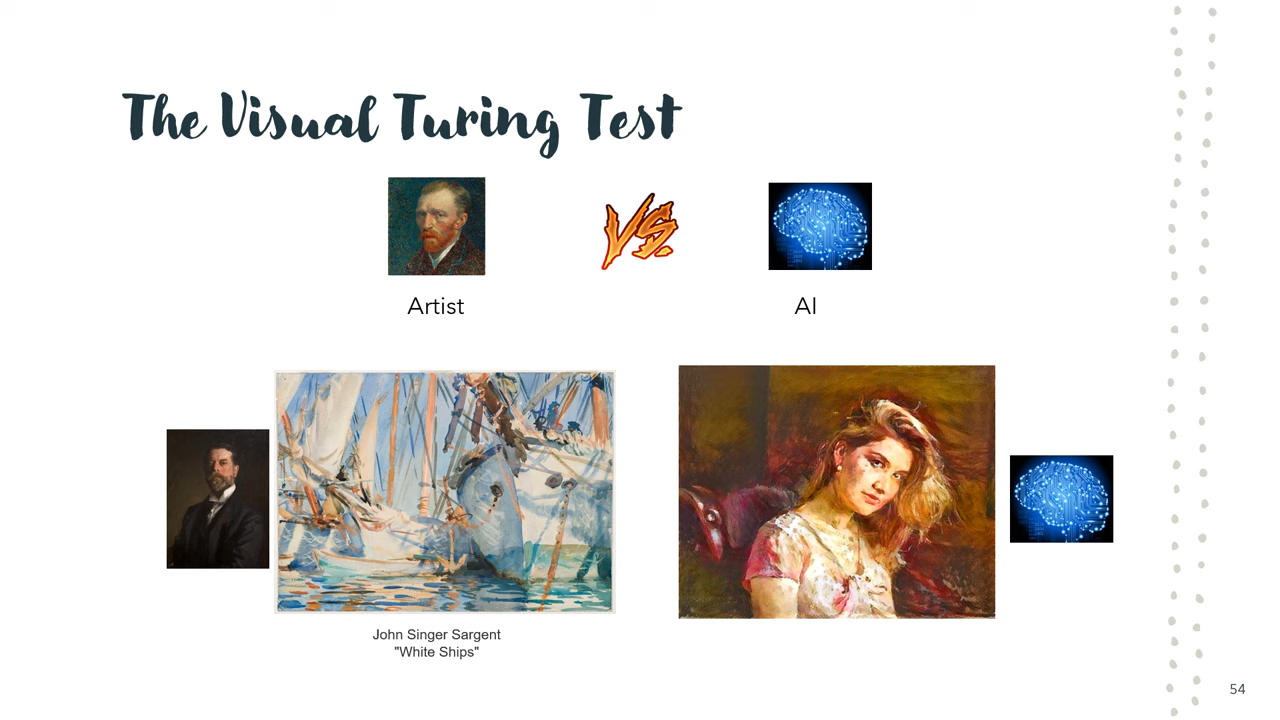 The Visual Turing Test
VS.
Artist
AI
John Singer Sargent
"White Ships"
54